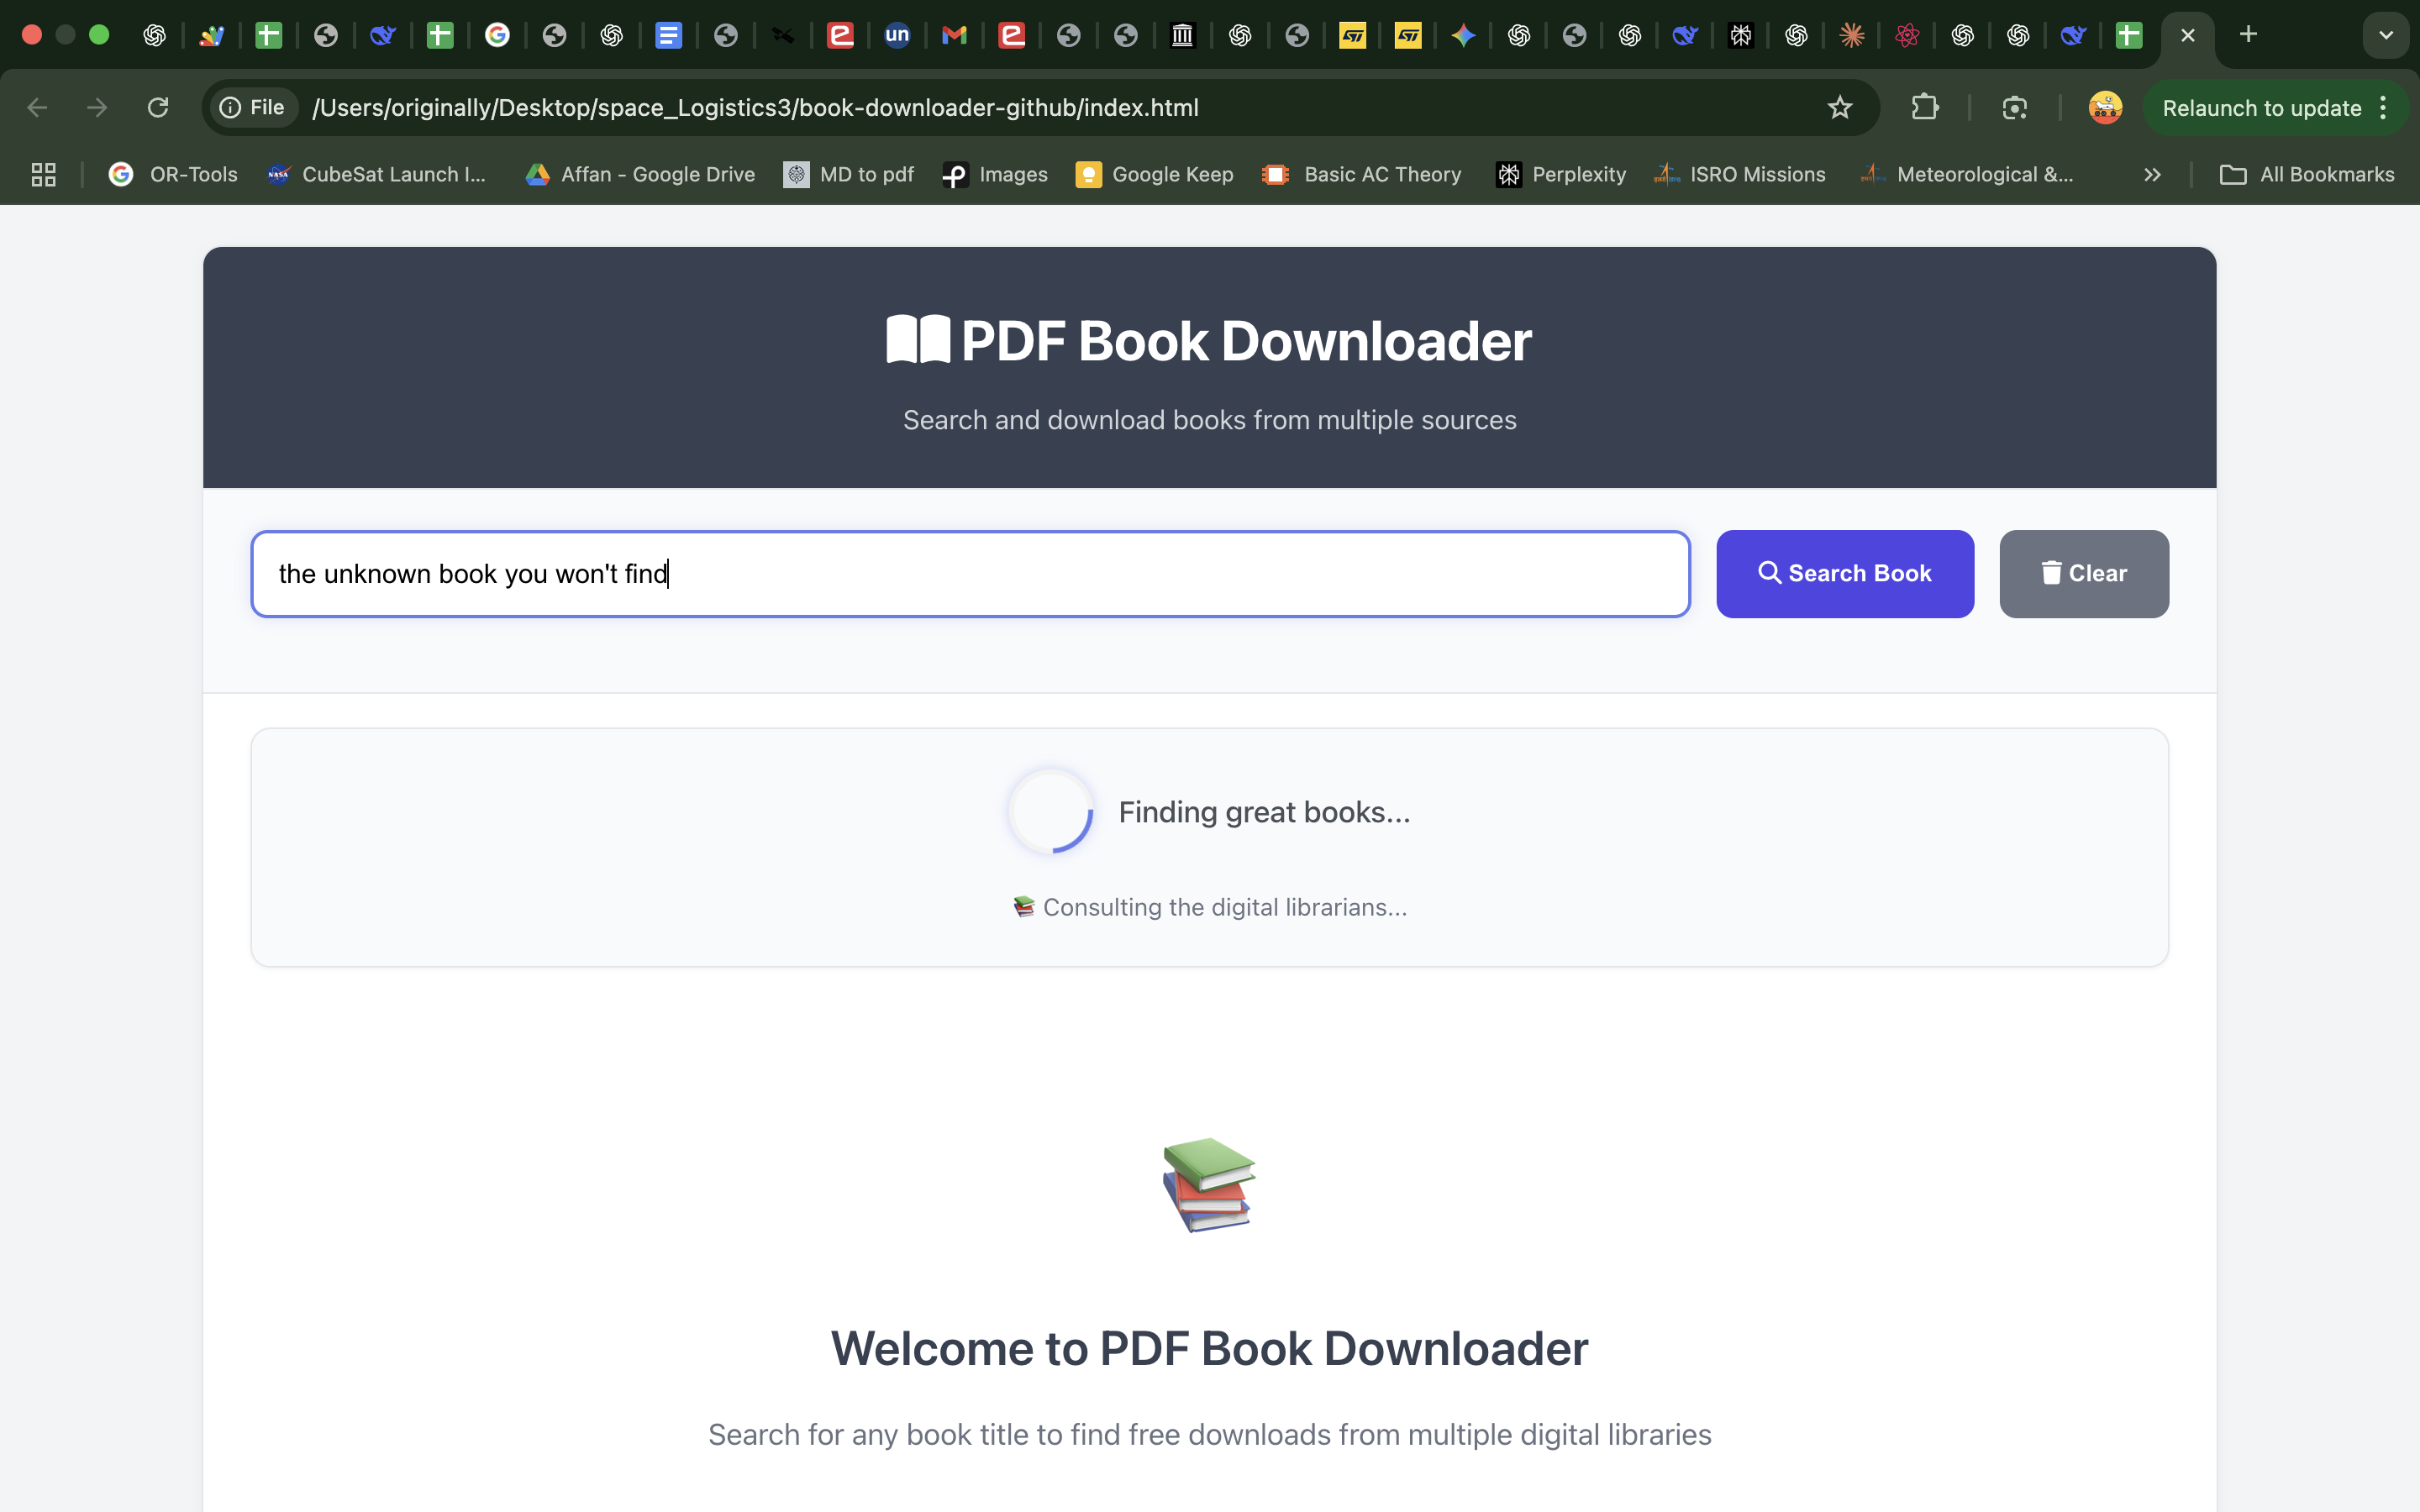 un
File /Users/originally/Desktop/space_Logistics3/book-downloader-github/index.html
Relaunch to update
OR-Tools CubeSat Launch I... Affan - Google Drive MD to pdf Images Google Keep Basic AC Theory Perplexity ISRO Missions Meteorological &... All Bookmarks
PDF Book Downloader
Search and download books from multiple sources
the unknown book you won't find Search Book Clear
Finding great books...
Consulting the digital librarians...
Welcome to PDF Book Downloader
Search for any book title to find free downloads from multiple digital libraries